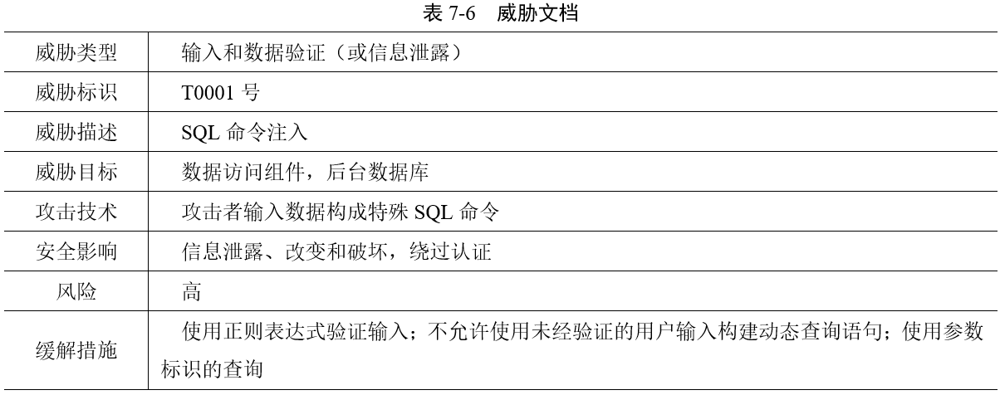 表 7-6 威胁文档
威胁类型 输入和数据验证（或信息泄露）
威胁标识 T0001 号
威胁描述 SQL 命令注入
威胁目标 数据访问组件，后台数据库
攻击技术 攻击者输入数据构成特殊 SQL 命令
安全影响 信息泄露、改变和破坏，绕过认证
风险 高
缓解措施 使用正则表达式验证输入；不允许使用未经验证的用户输入构建动态查询语句；使用参数
标识的查询